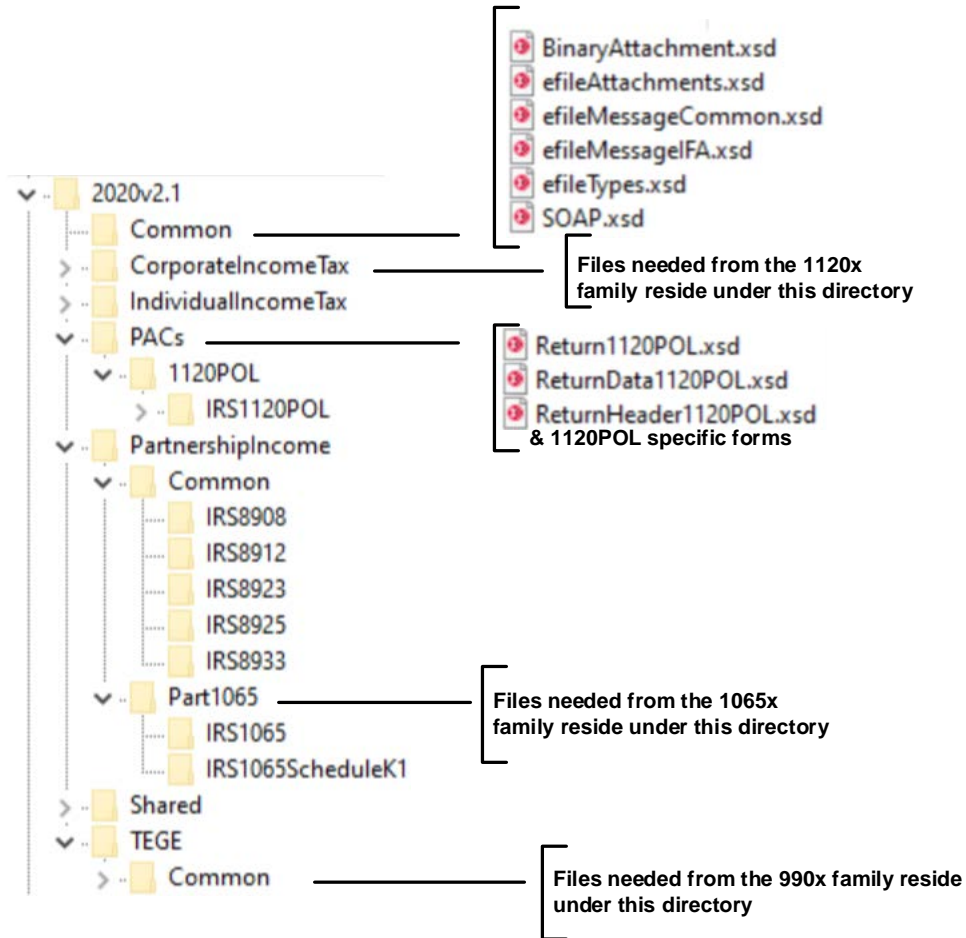 BinaryAttachment.xsd
efileAttachments.xsd
efileMessageCommon.xsd
efileMessageIFA.xsd
efileTypes.xsd
SOAP.xsd
2020v2.1
Common
CorporateIncomeTax
Files needed from the 1120x
family reside under this directory
IndividualIncomeTax
PACs
Return1120POL.xsd
ReturnData1120POL.xsd
ReturnHeader1120POL.xsd
& 1120POL specific forms
1120POL
IRS1120POL
PartnershipIncome
Common
IRS8908
IRS8912
IRS8923
IRS8925
IRS8933
Part1065
Files needed from the 1065x
family reside under this directory
IRS1065
IRS1065ScheduleK1
Shared
TEGE
Common
Files needed from the 990x family reside
under this directory